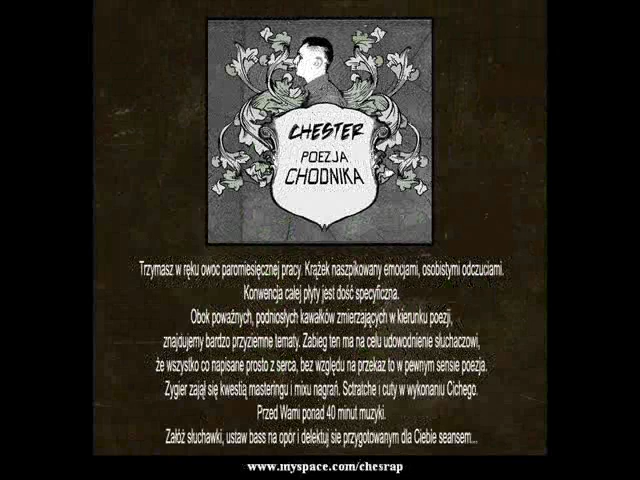 CHESTER
POEZJA
CHODNIKA
Trzymasz w ręku owoc paromiesięcznej pracy. Krążek naszpikowany emocjami, osobistymi odczuciami.
Konwencja całej płyty jest dość specyficzna.
Obok poważnych, podniosłych kawałków zmierzających w kierunku poezji,
znajdujemy bardzo przyziemne tematy. Zabieg ten ma na celu udowodnienie słuchaczowi,
że wszystko co napisane prosto z serca, bez względu na przekaz to w pewnym sensie poezja.
Zygier zajął się kwestią masteringu i mixu nagrań. Sctratche i cuty w wykonaniu Cichego.
Przed Wami ponad 40 minut muzyki.
Załóż słuchawki, ustaw bass na opór i delektuj sie przygotowanym dla Ciebie seansem...
www.myspace.com/chesrap